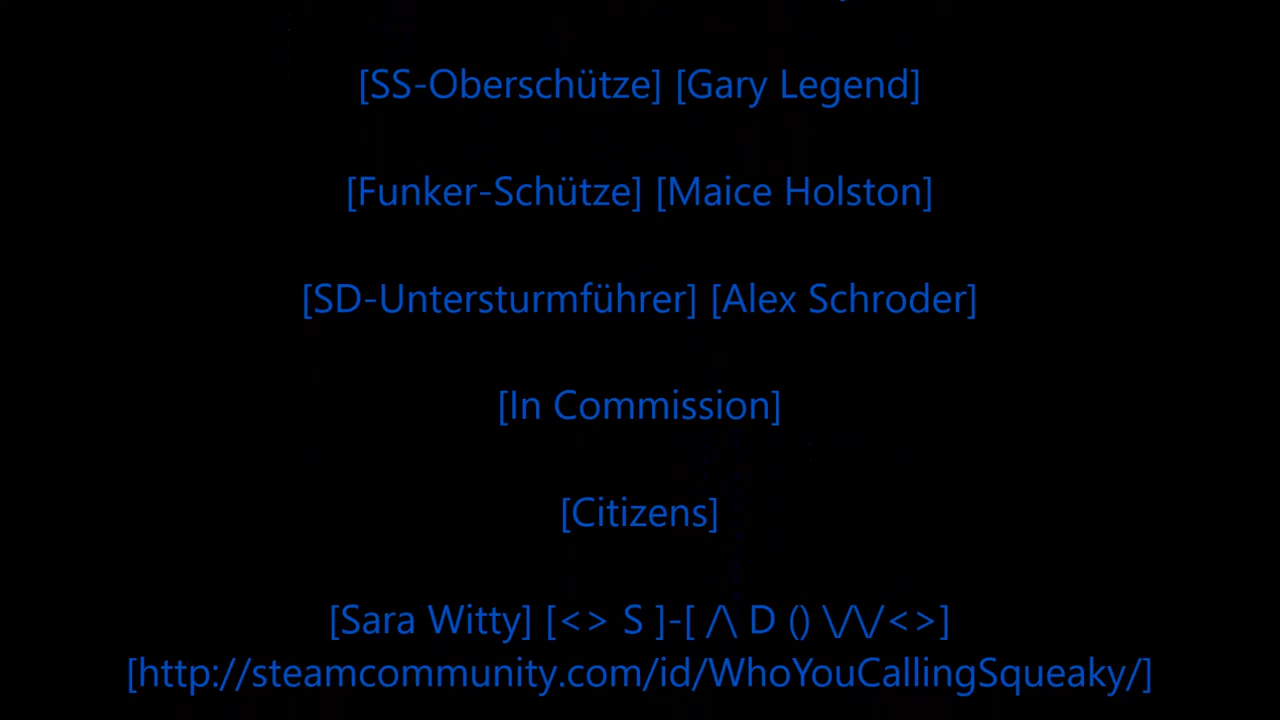 [SS-Oberschütze] [Gary Legend]
[Funker-Schütze] [Maice Holston]
[SD-Untersturmführer] [Alex Schroder]
[In Commission]
[Citizens]
[Sara Witty] [<> S ]-[ /\ D () \/\/<>]
[http://steamcommunity.com/id/WhoYouCallingSqueaky/]